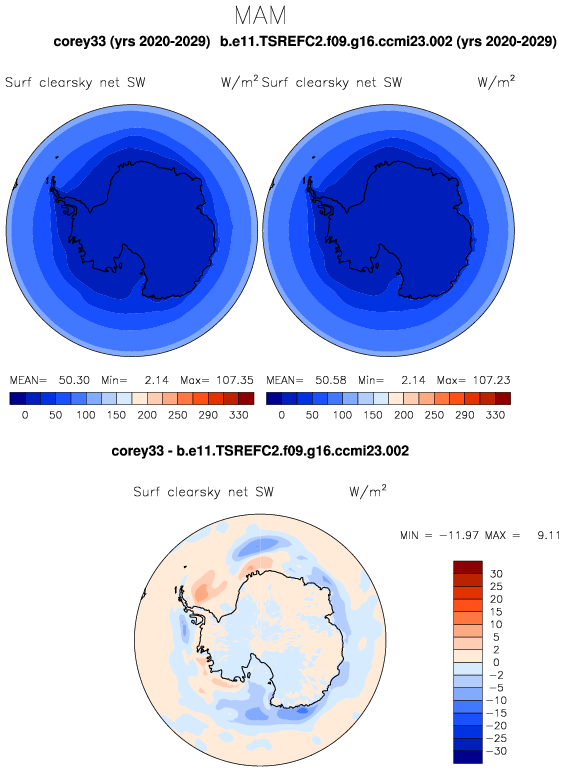 MAM
corey33 (yrs 2020-2029) b.e11.TSREFC2.f09.g16.ccmi23.002 (yrs 2020-2029)
Surf clearsky net SW W/m² Surf clearsky net SW W/m²
MEAN= 50.30 Min= 2.14 Max= 107.35 MEAN= 50.58 Min= 2.14 Max= 107.23
0 50 100 150 200 250 290 330 0 50 100 150 200 250 290 330
corey33 - b.e11.TSREFC2.f09.g16.ccmi23.002
Surf clearsky net SW W/m²
MIN = -11.97 MAX = 9.11
30
25
20
15
10
5
2
0
-2
-5
-10
-15
-20
-25
-30